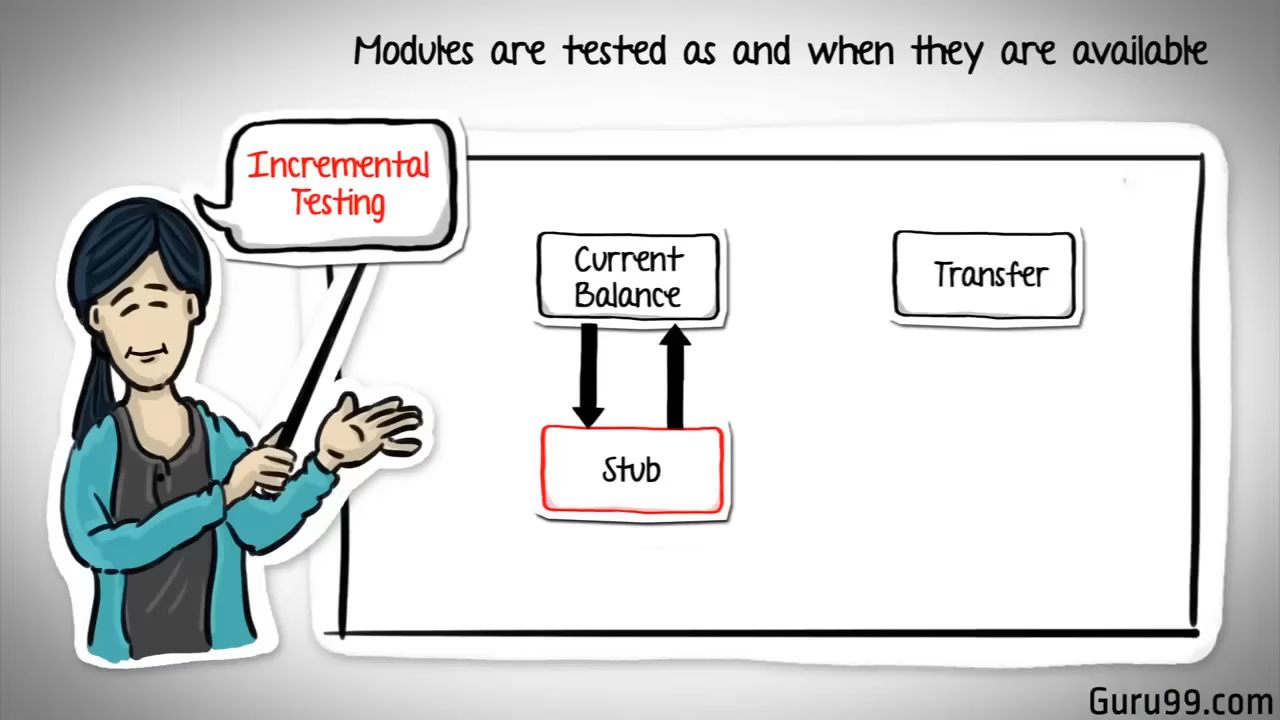 Modules are tested as and when they are available
Incremental
Testing
Current
Balance
Transfer
Stub
Guru99.com